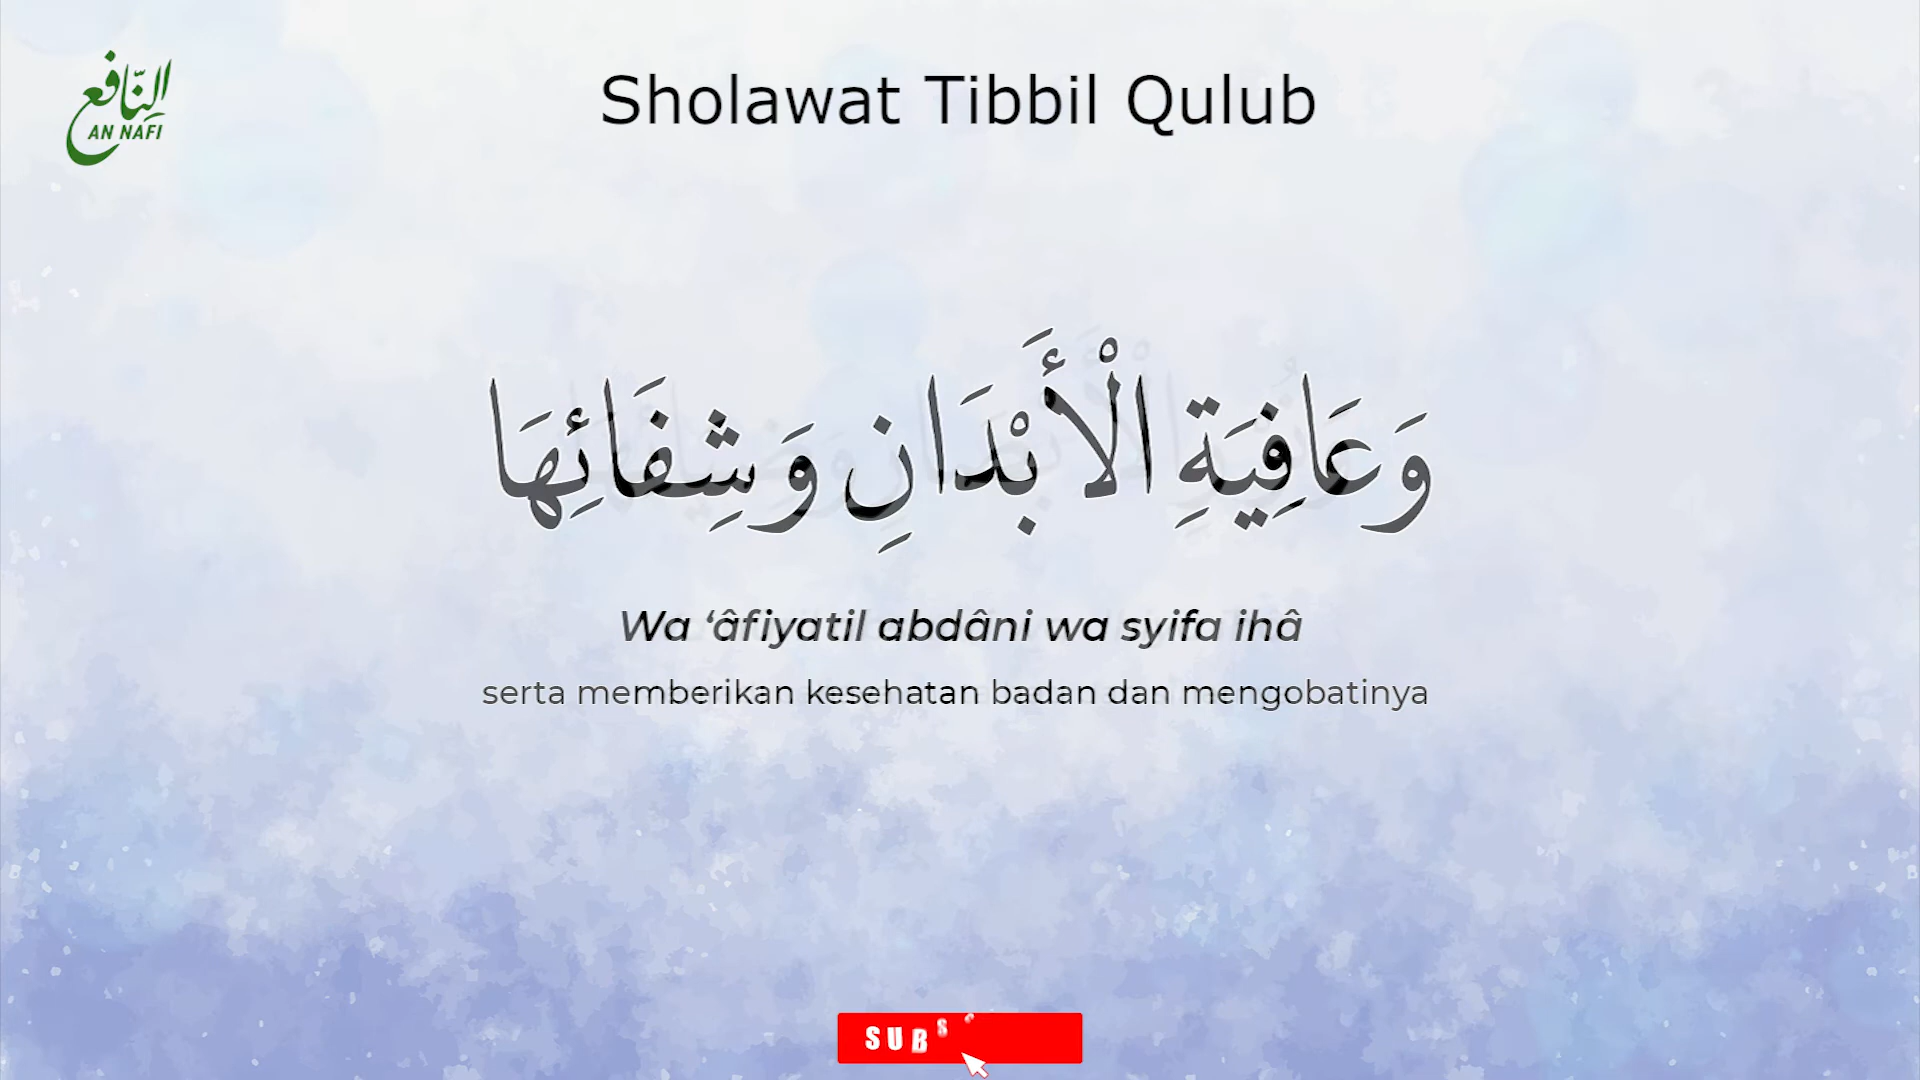 النافع
AN NAFI
Sholawat Tibbil Qulub
وَعَافِيَةِ الْأَبْدَانِ وَشِفَائِهَا
Wa ‘âfiyatil abdâni wa syifa ihâ
serta memberikan kesehatan badan dan mengobatinya
SUBS